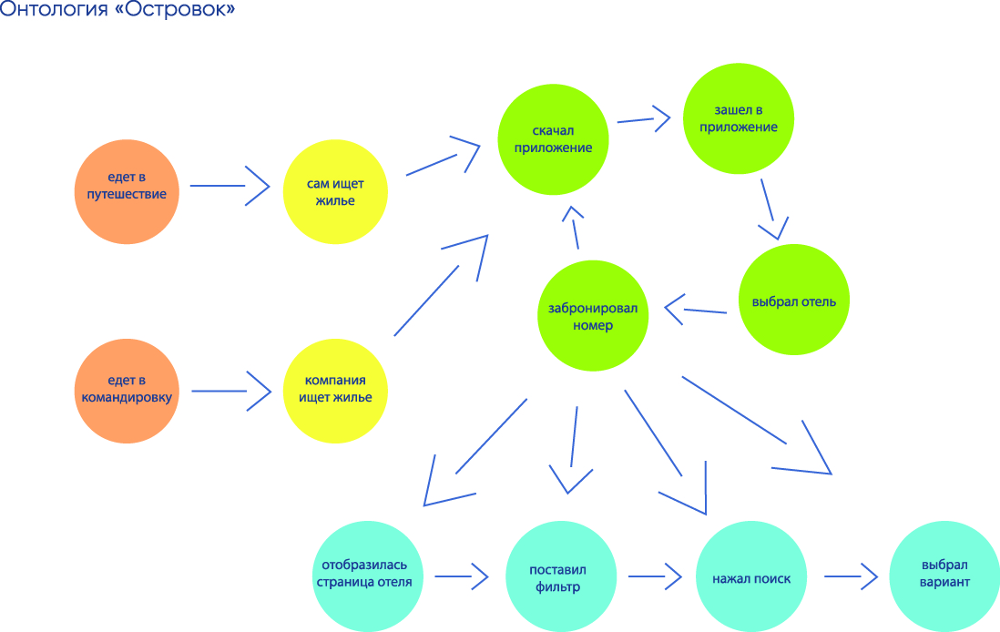 Онтология «Островок»
едет в
путешествие
сам ищет
жилье
скачал
приложение
зашел в
приложение
выбрал отель
забронировал
номер
едет в
командировку
компания
ищет жилье
отобразилась
страница отеля
поставил
фильтр
нажал поиск
выбрал
вариант